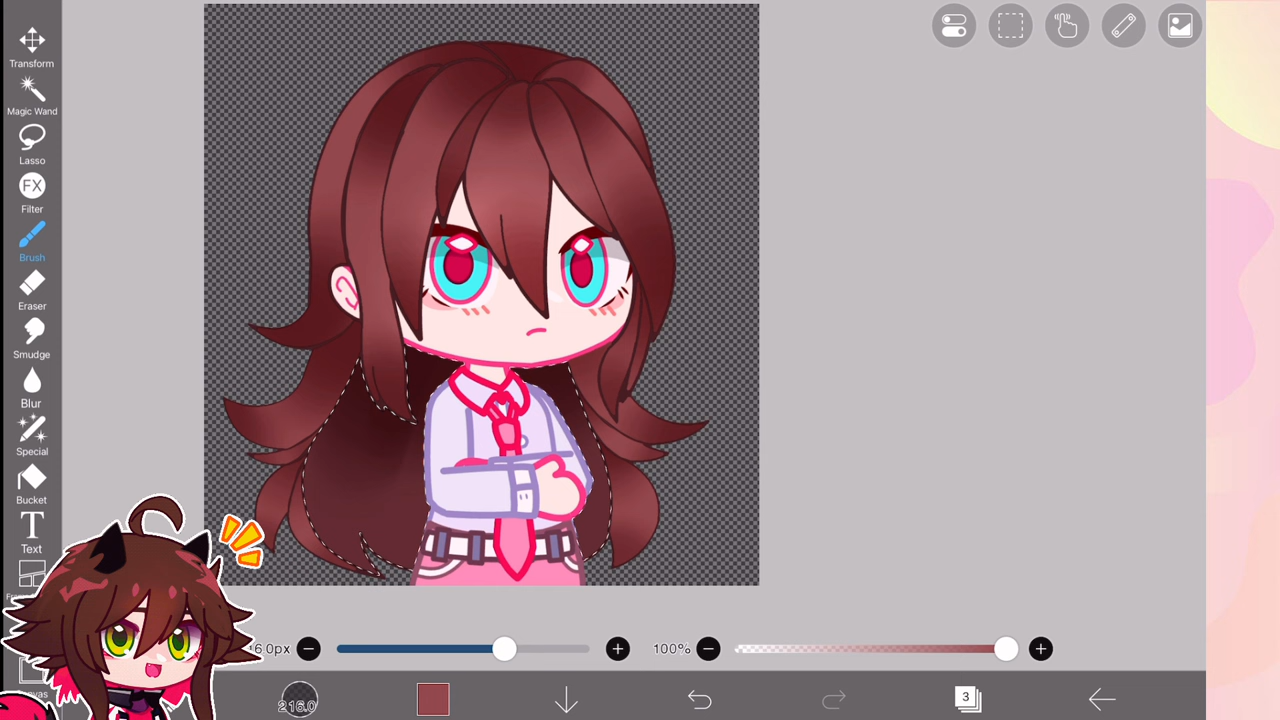 Transform
Magic Wand
Lasso
FX
Filter
Brush
Eraser
Smudge
Blur
Special
Bucket
T
Text
6.0px
100%
216.0
3